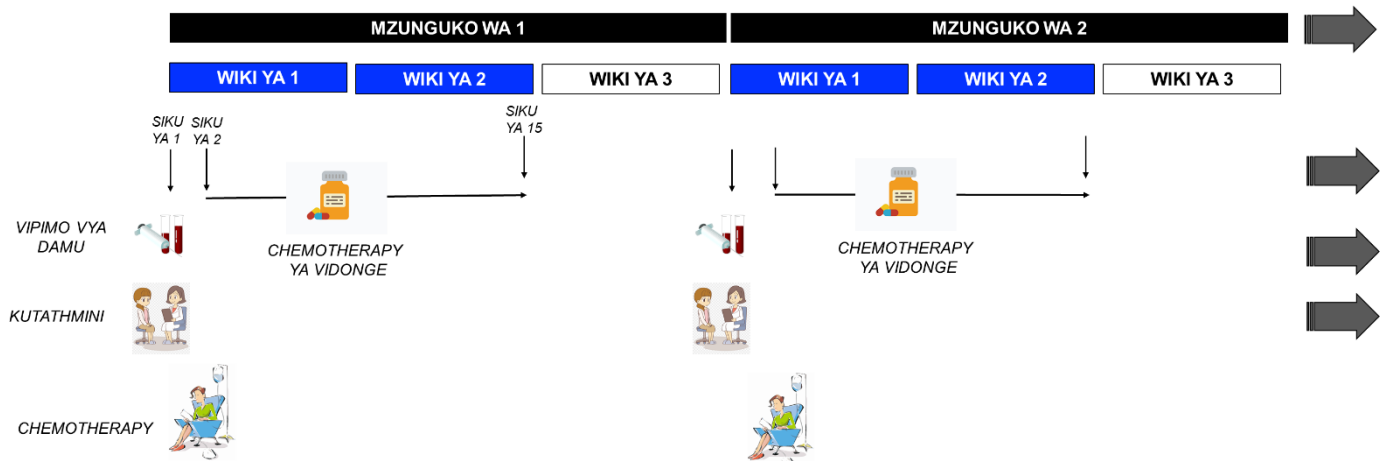 MZUNGUKO WA 1
MZUNGUKO WA 2
WIKI YA 1
WIKI YA 2
WIKI YA 3
WIKI YA 1
WIKI YA 2
WIKI YA 3
SIKU
YA 1
SIKU
YA 2
SIKU
YA 15
VIPIMO VYA
DAMU
CHEMOTHERAPY
YA VIDONGE
CHEMOTHERAPY
YA VIDONGE
KUTATHMINI
CHEMOTHERAPY